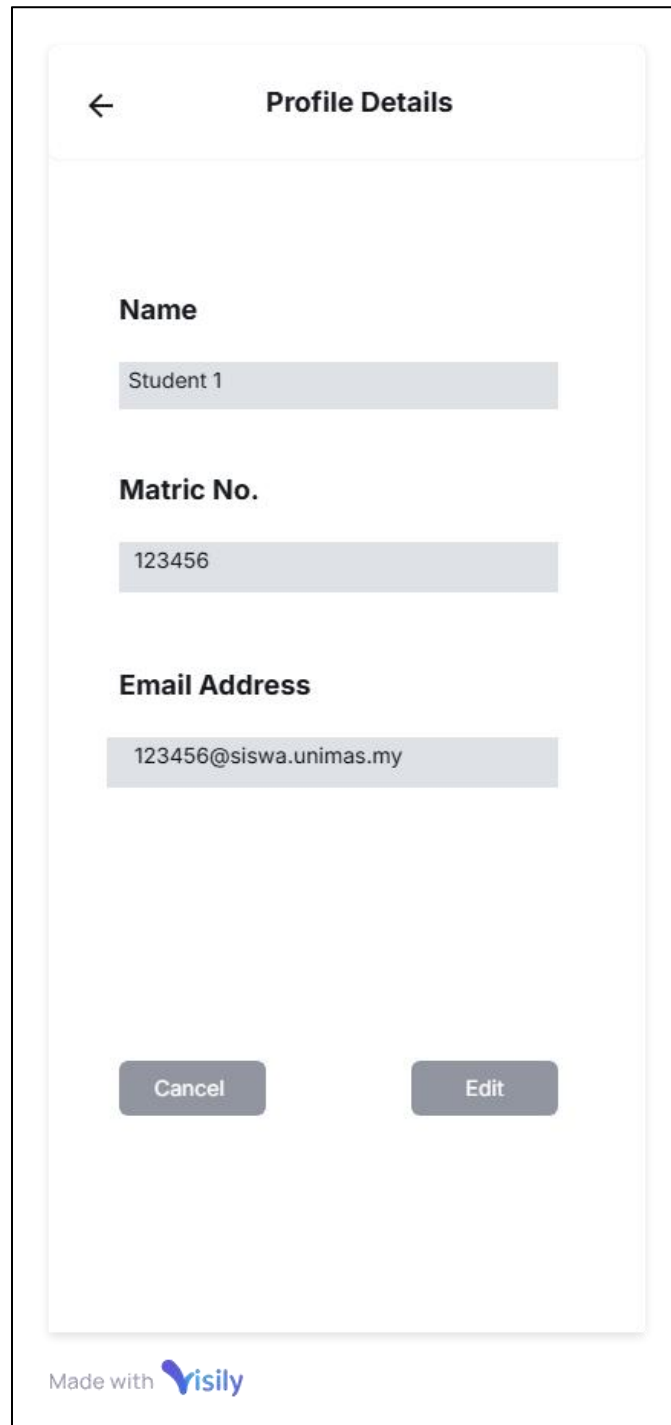 Profile Details
Name
Student 1
Matric No.
123456
Email Address
123456@siswa.unimas.my
Cancel Edit
Made with Visily